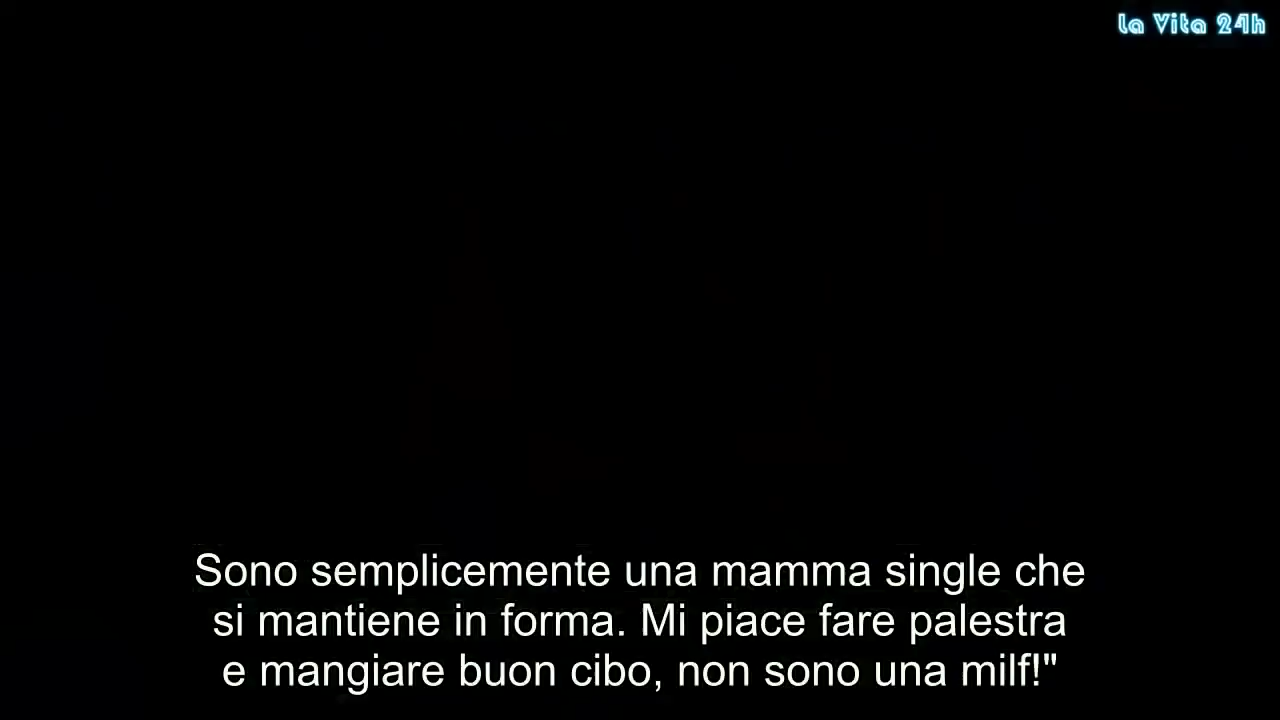 La Vita 24h
Sono semplicemente una mamma single che
si mantiene in forma. Mi piace fare palestra
e mangiare buon cibo, non sono una milf!"